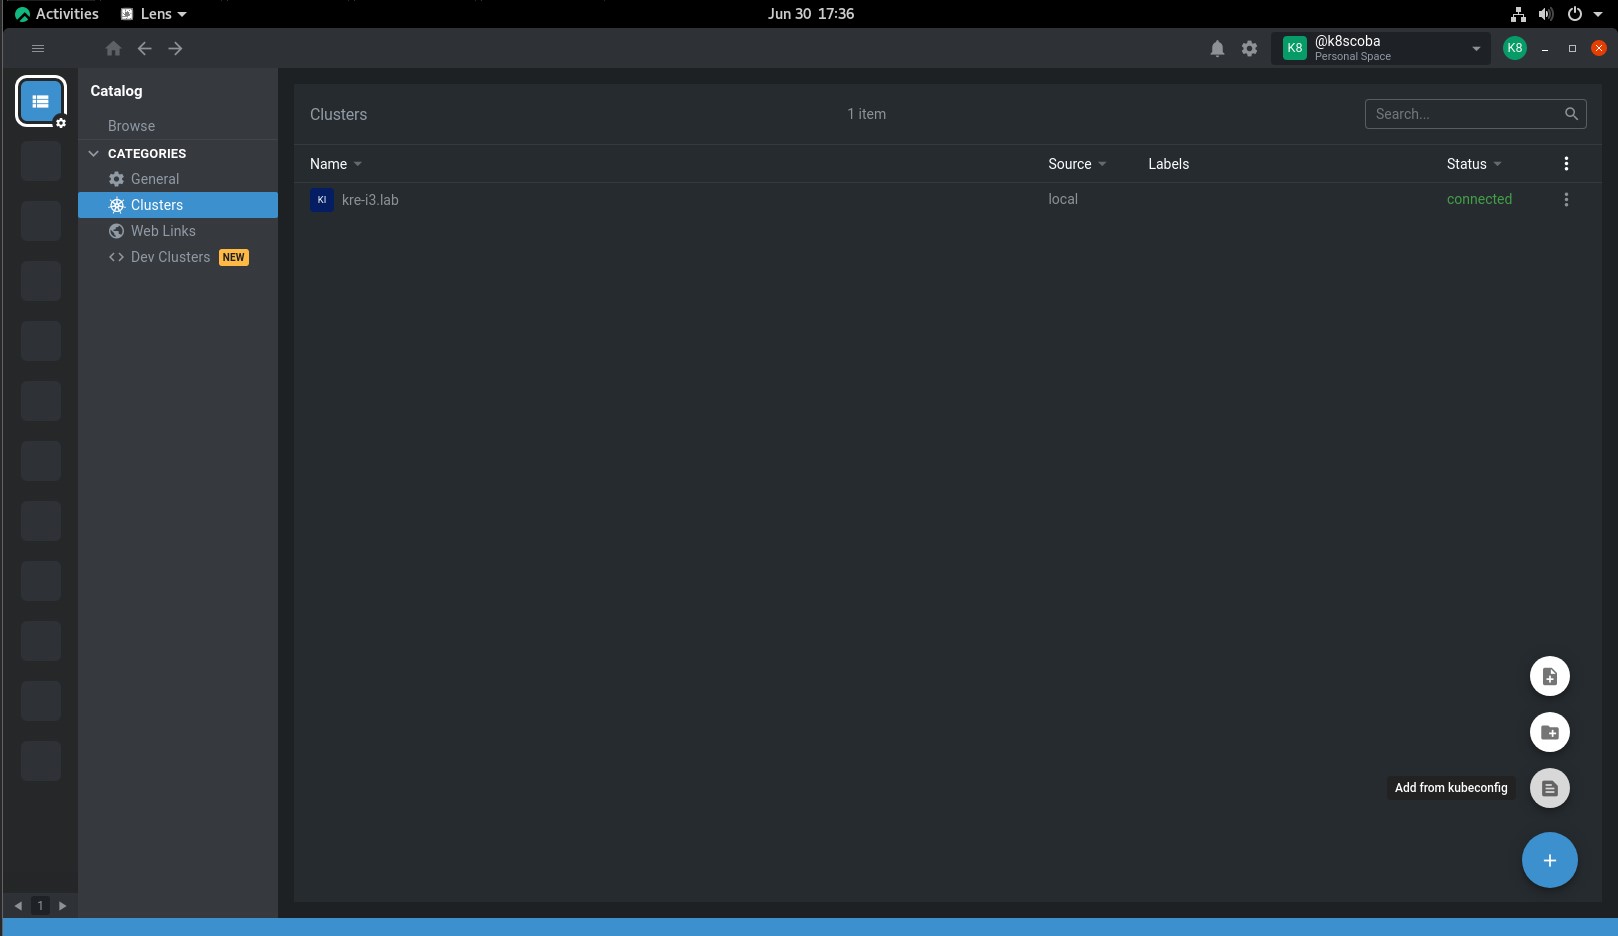 Activities Lens Jun 30 17:36
K8 @k8scoba K8
Personal Space
Catalog
Browse
CATEGORIES
General
Clusters
Web Links
Dev Clusters NEW
Clusters 1 item Search...
Name Source Labels Status
KI kre-i3.lab local connected
Add from kubeconfig
+
1